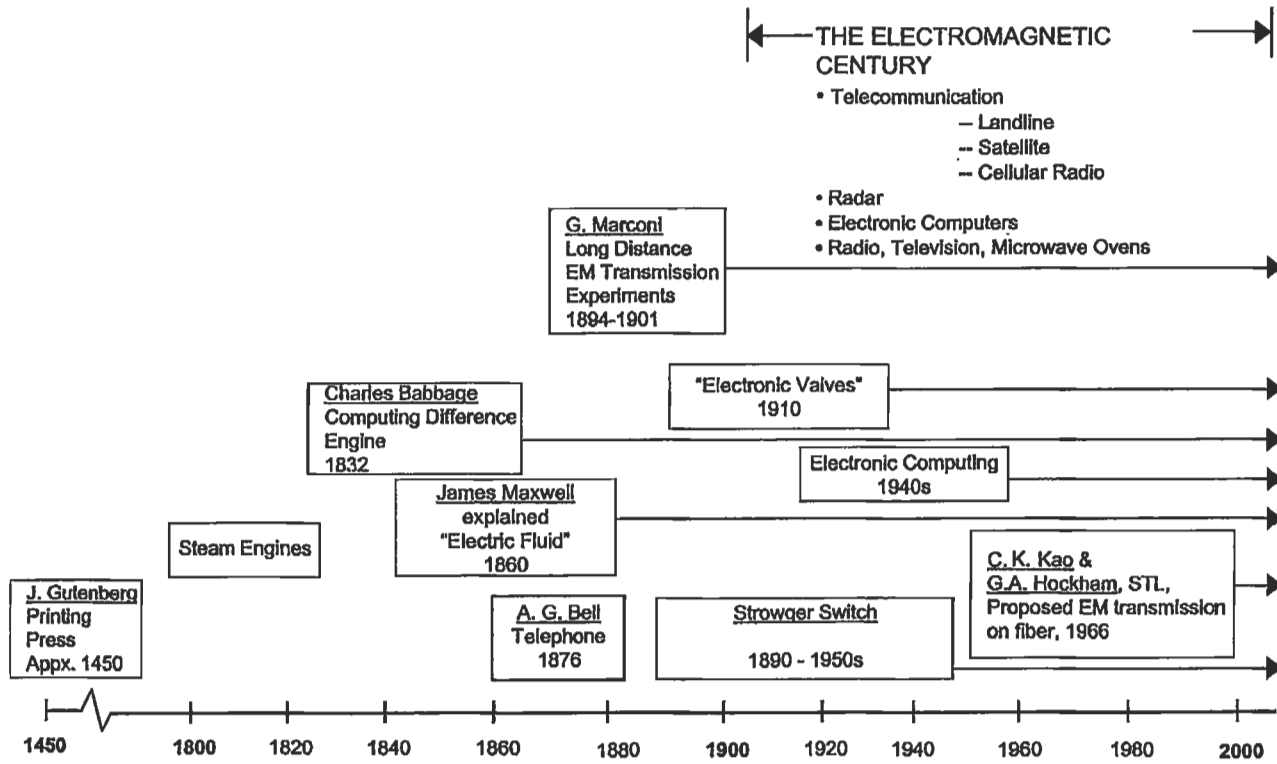 THE ELECTROMAGNETIC
CENTURY
• Telecommunication
– Landline
-- Satellite
-- Cellular Radio
• Radar
• Electronic Computers
• Radio, Television, Microwave Ovens
G. Marconi
Long Distance
EM Transmission
Experiments
1894-1901
"Electronic Valves"
1910
Charles Babbage
Computing Difference
Engine
1832
Electronic Computing
1940s
James Maxwell
explained
"Electric Fluid"
1860
Steam Engines
C. K. Kao &
G.A. Hockham, STL,
Proposed EM transmission
on fiber, 1966
J. Gutenberg
Printing
Press
Appx. 1450
A. G. Bell
Telephone
1876
Strowger Switch
1890 - 1950s
1450 1800 1820 1840 1860 1880 1900 1920 1940 1960 1980 2000